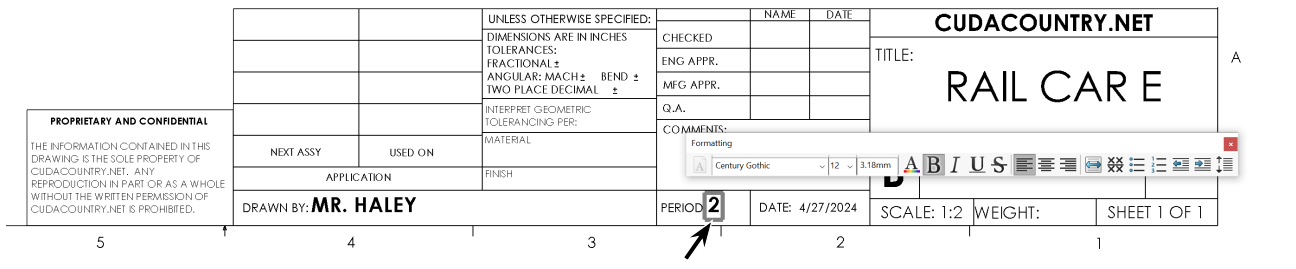 UNLESS OTHERWISE SPECIFIED:
DIMENSIONS ARE IN INCHES
TOLERANCES:
FRACTIONAL ±
ANGULAR: MACH ± BEND ±
TWO PLACE DECIMAL ±
INTERPRET GEOMETRIC
TOLERANCING PER:
MATERIAL
FINISH
NAME DATE
CHECKED
ENG APPR.
MFG APPR.
Q.A.
COMMENTS:
CUDACOUNTRY.NET
TITLE:
RAIL CAR E
A
Formatting
Century Gothic 12 3.18mm A B I U S
PROPRIETARY AND CONFIDENTIAL
THE INFORMATION CONTAINED IN THIS
DRAWING IS THE SOLE PROPERTY OF
CUDACOUNTRY.NET. ANY
REPRODUCTION IN PART OR AS A WHOLE
WITHOUT THE WRITTEN PERMISSION OF
CUDACOUNTRY.NET IS PROHIBITED.
NEXT ASSY USED ON
APPLICATION
DRAWN BY: MR. HALEY
PERIOD 2
DATE: 4/27/2024
SCALE: 1:2 WEIGHT: SHEET 1 OF 1
5 4 3 2 1